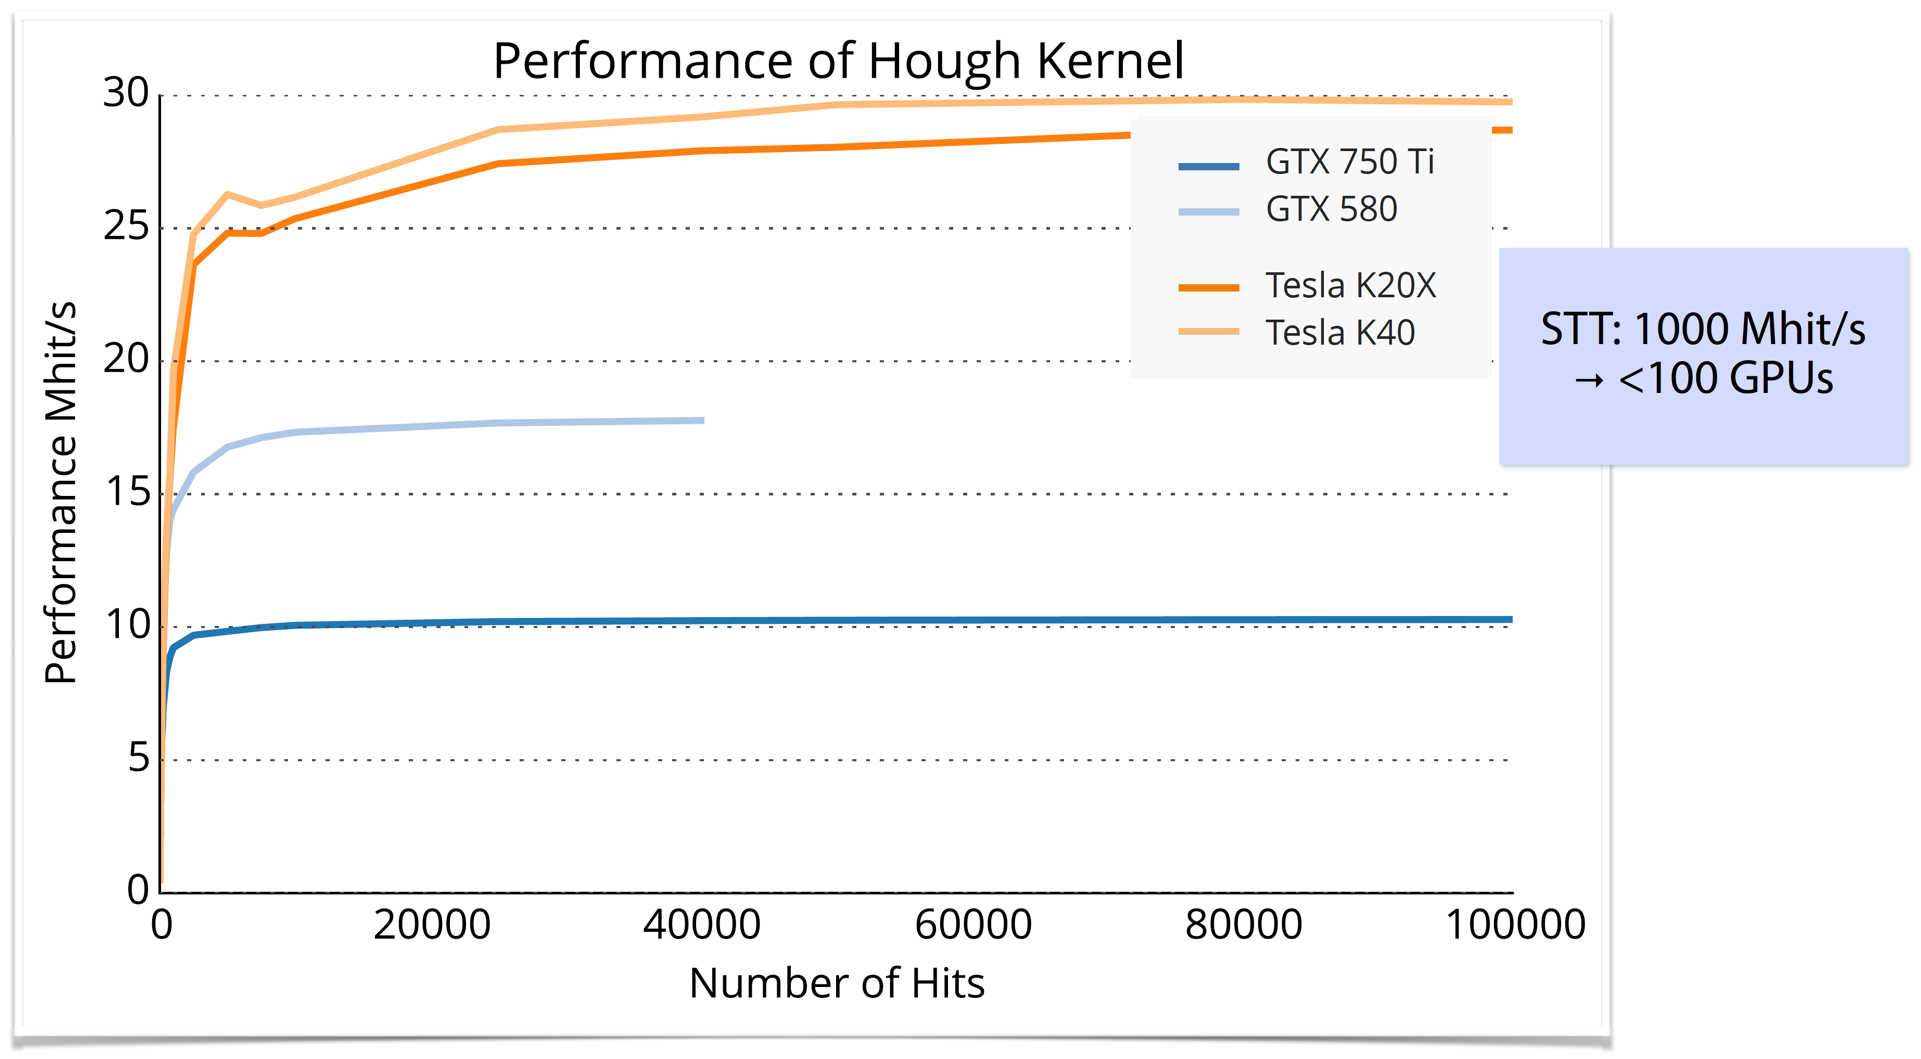 Performance of Hough Kernel
30
25
20
15
10
5
0
Performance Mhit/s
0 20000 40000 60000 80000 100000
Number of Hits
GTX 750 Ti
GTX 580
Tesla K20X
Tesla K40
STT: 1000 Mhit/s
→ <100 GPUs